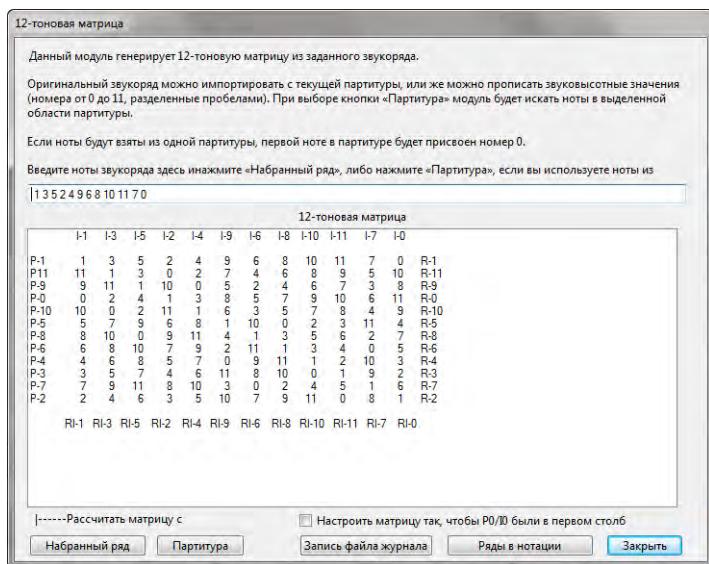 12-тоновая матрица
Данный модуль генерирует 12-тоновую матрицу из заданного звукоряда.
Оригинальный звукоряд можно импортировать с текущей партитуры, или же можно прописать звуковысотные значения
(номера от 0 до 11, разделенные пробелами). При выборе кнопки «Партитура» модуль будет искать ноты в выделенной
области партитуры.
Если ноты будут взяты из одной партитуры, первой ноте в партитуре будет присвоен номер 0.
Введите ноты звукоряда здесь инажмите «Набранный ряд», либо нажмите «Партитура», если вы используете ноты из
1 3 5 2 4 9 6 8 10 11 7 0
12-тоновая матрица
I-1 I-3 I-5 I-2 I-4 I-9 I-6 I-8 I-10 I-11 I-7 I-0
P-1 1 3 5 2 4 9 6 8 10 11 7 0 R-1
P11 11 1 3 0 2 7 4 6 8 9 5 10 R-11
P-9 9 11 1 10 0 5 2 4 6 7 3 8 R-9
P-0 0 2 4 1 3 8 5 7 9 10 6 11 R-0
P-10 10 0 2 11 1 6 3 5 7 8 4 9 R-10
P-5 5 7 9 6 8 1 10 0 2 3 11 4 R-5
P-8 8 10 0 9 11 4 1 3 5 6 2 7 R-8
P-6 6 8 10 7 9 2 11 1 3 4 0 5 R-6
P-4 4 6 8 5 7 0 9 11 1 2 10 3 R-4
P-3 3 5 7 4 6 11 8 10 0 1 9 2 R-3
P-7 7 9 11 8 10 3 0 2 4 5 1 6 R-7
P-2 2 4 6 3 5 10 7 9 11 0 8 1 R-2
RI-1 RI-3 RI-5 RI-2 RI-4 RI-9 RI-6 RI-8 RI-10 RI-11 RI-7 RI-0
|------Рассчитать матрицу с
Настроить матрицу так, чтобы P0/I0 были в первом столб
Набранный ряд Партитура Запись файла журнала Ряды в нотации Закрыть